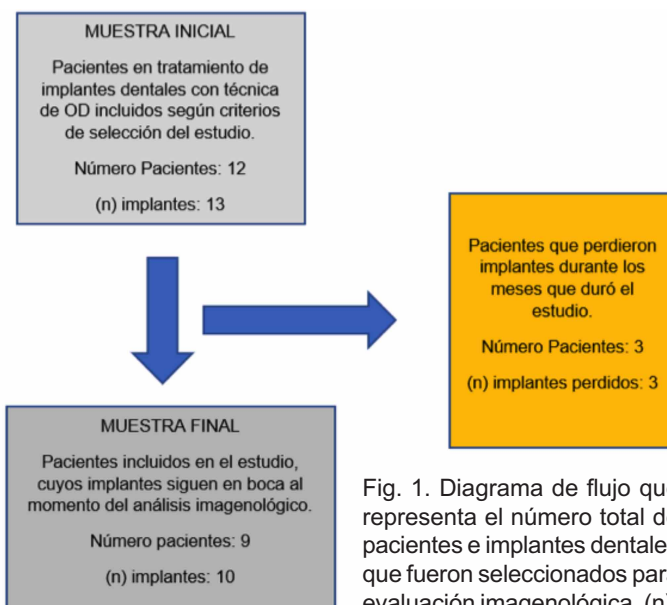 MUESTRA INICIAL
Pacientes en tratamiento de
implantes dentales con técnica
de OD incluidos según criterios
de selección del estudio.
Número Pacientes: 12
(n) implantes: 13
Pacientes que perdieron
implantes durante los
meses que duró el
estudio.
Número Pacientes: 3
(n) implantes perdidos: 3
MUESTRA FINAL
Pacientes incluidos en el estudio,
cuyos implantes siguen en boca al
momento del análisis imagenológico.
Número pacientes: 9
(n) implantes: 10
Fig. 1. Diagrama de flujo que
representa el número total de
pacientes e implantes dentale
que fueron seleccionados para
evaluación imagenológica. (n)